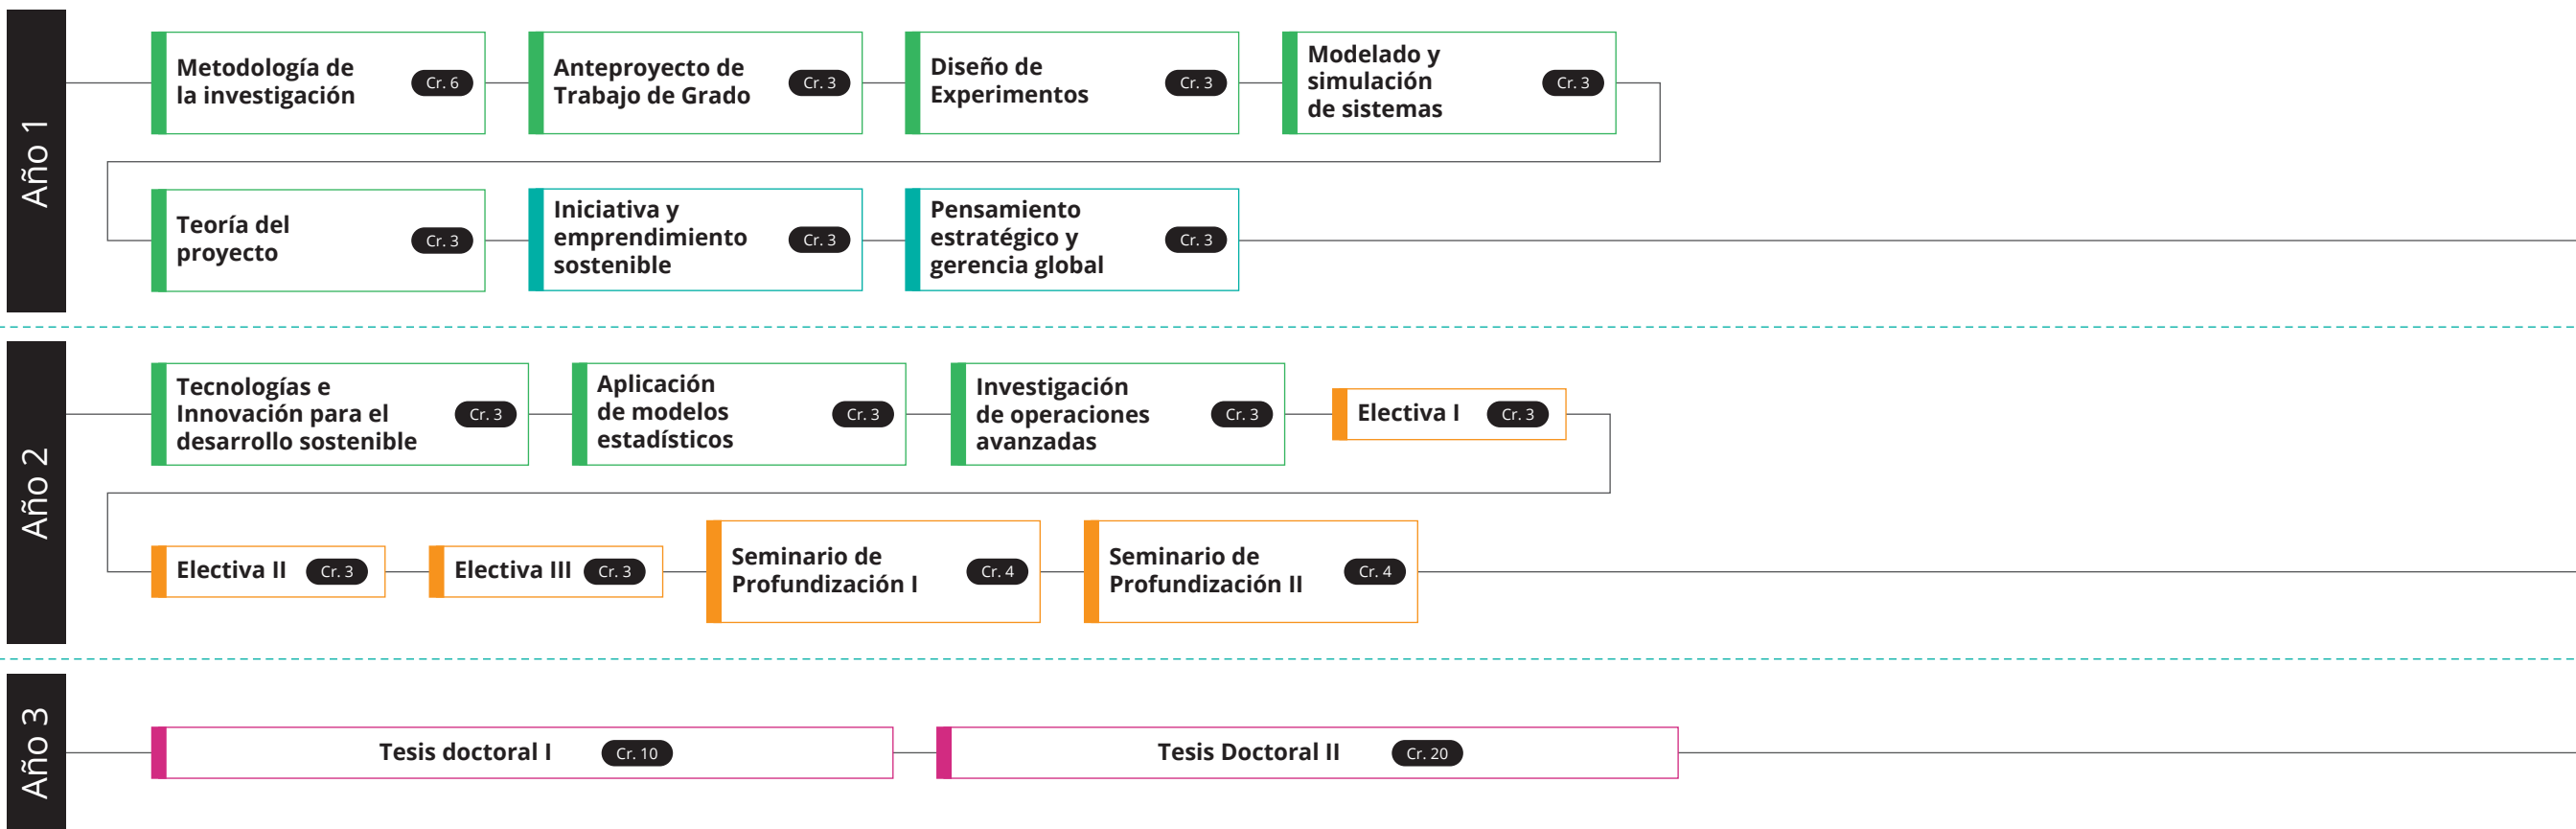 Año 1
Metodología de
la investigación
Cr. 6
Anteproyecto de
Trabajo de Grado
Cr. 3
Diseño de
Experimentos
Cr. 3
Modelado y
simulación
de sistemas
Cr. 3
Teoría del
proyecto
Cr. 3
Iniciativa y
emprendimiento
sostenible
Cr. 3
Pensamiento
estratégico y
gerencia global
Cr. 3
Año 2
Tecnologías e
Innovación para el
desarrollo sostenible
Cr. 3
Aplicación
de modelos
estadísticos
Cr. 3
Investigación
de operaciones
avanzadas
Cr. 3
Electiva I
Cr. 3
Electiva II
Cr. 3
Electiva III
Cr. 3
Seminario de
Profundización I
Cr. 4
Seminario de
Profundización II
Cr. 4
Año 3
Tesis doctoral I
Cr. 10
Tesis Doctoral II
Cr. 20